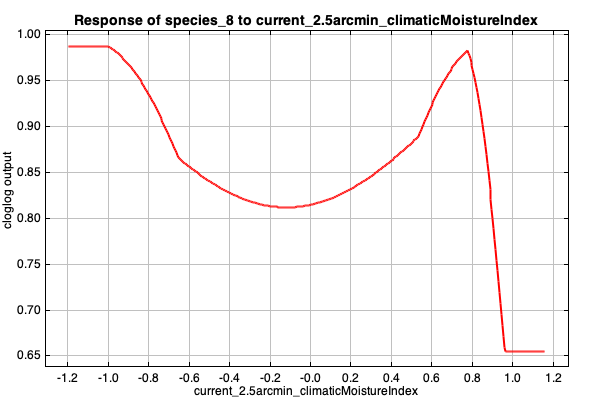 Response of species_8 to current_2.5arcmin_climaticMoistureIndex
1.00
0.95
0.90
0.85
0.80
0.75
0.70
0.65
cloglog output
-1.2 -1.0 -0.8 -0.6 -0.4 -0.2 -0.0 0.2 0.4 0.6 0.8 1.0 1.2
current_2.5arcmin_climaticMoistureIndex